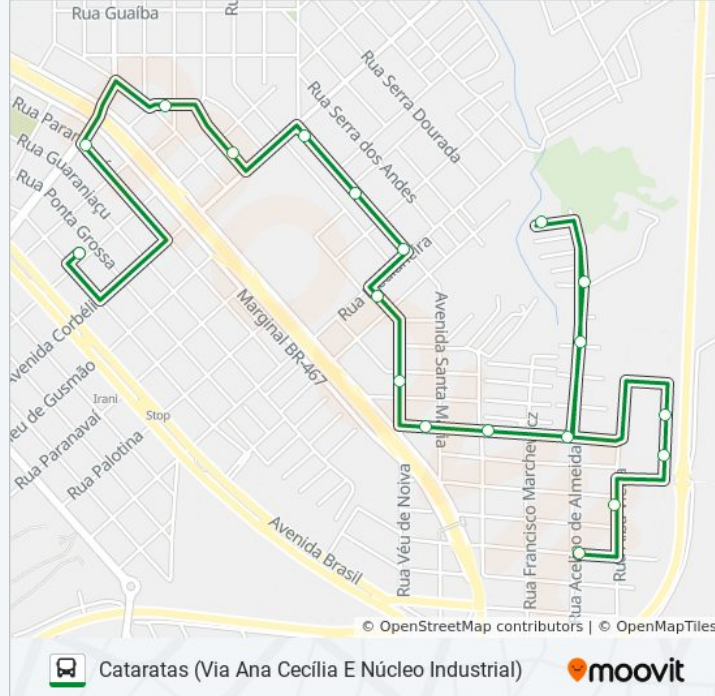 Rua Guaíba
Rua Serra Dourada
Rua Serra dos Andes
Rua Guaraniaçu
Rua Ponta Grossa
Avenida Corbélia
Marginal BR-467
Avenida Santa Maria
Irani
Stop
Rua Paranavaí
Rua Palotina
Rua Véu de Noiva
Rua Francisco Marchewicz
Rua Acelino de Almeida
Avenida Brasil
© OpenStreetMap contributors | © OpenMapTiles
Cataratas (Via Ana Cecília E Núcleo Industrial)
moovit